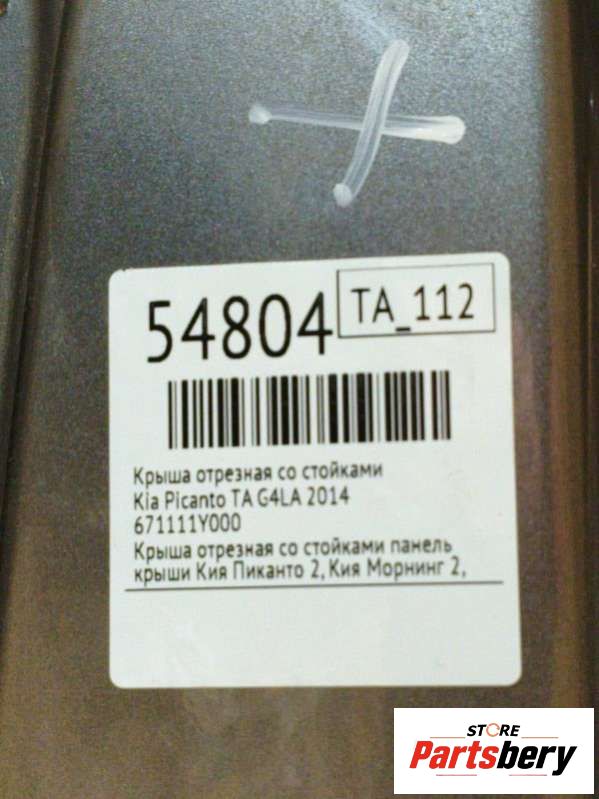 54804
TA_112
Крыша отрезная со стойками
Kia Picanto TA G4LA 2014
671111Y000
Крыша отрезная со стойками панель
крыши Кия Пиканто 2, Кия Морнинг 2,
STORE
Partsbery